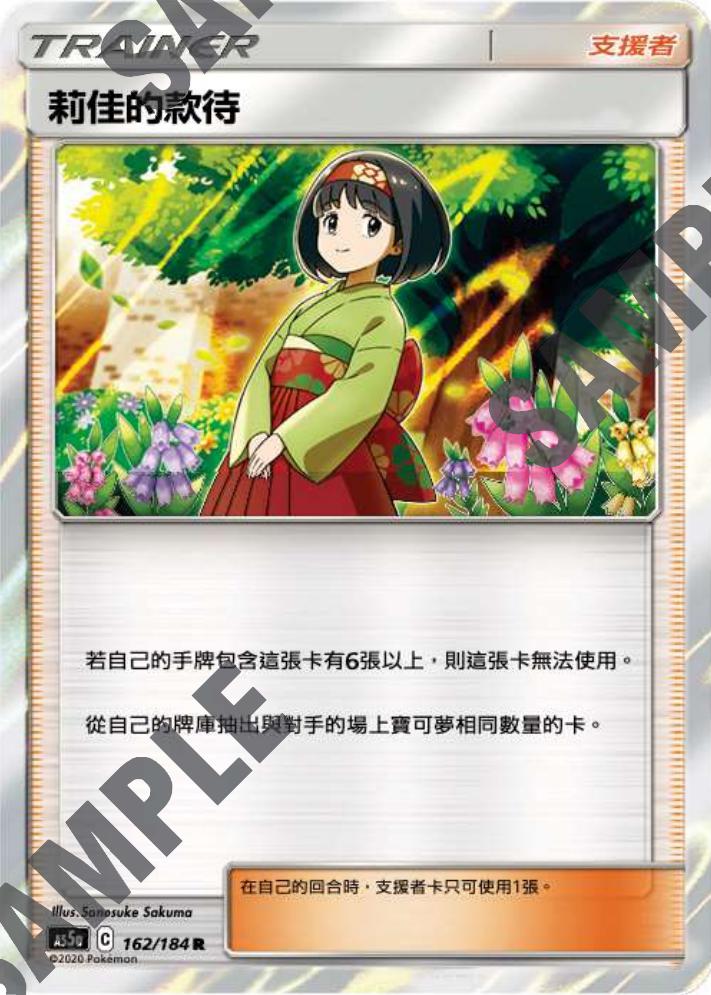 SAMPLE
TRAINER
支援者
莉佳的款待
SAMPLE
若自己的手牌包含這張卡有6張以上，則這張卡無法使用。
從自己的牌庫抽出與對手的場上寶可夢相同數量的卡。
SAMPLE
在自己的回合時，支援者卡只可使用1張。
Illus. Sanosuke Sakuma
C 162/184 R
©2020 Pokémon